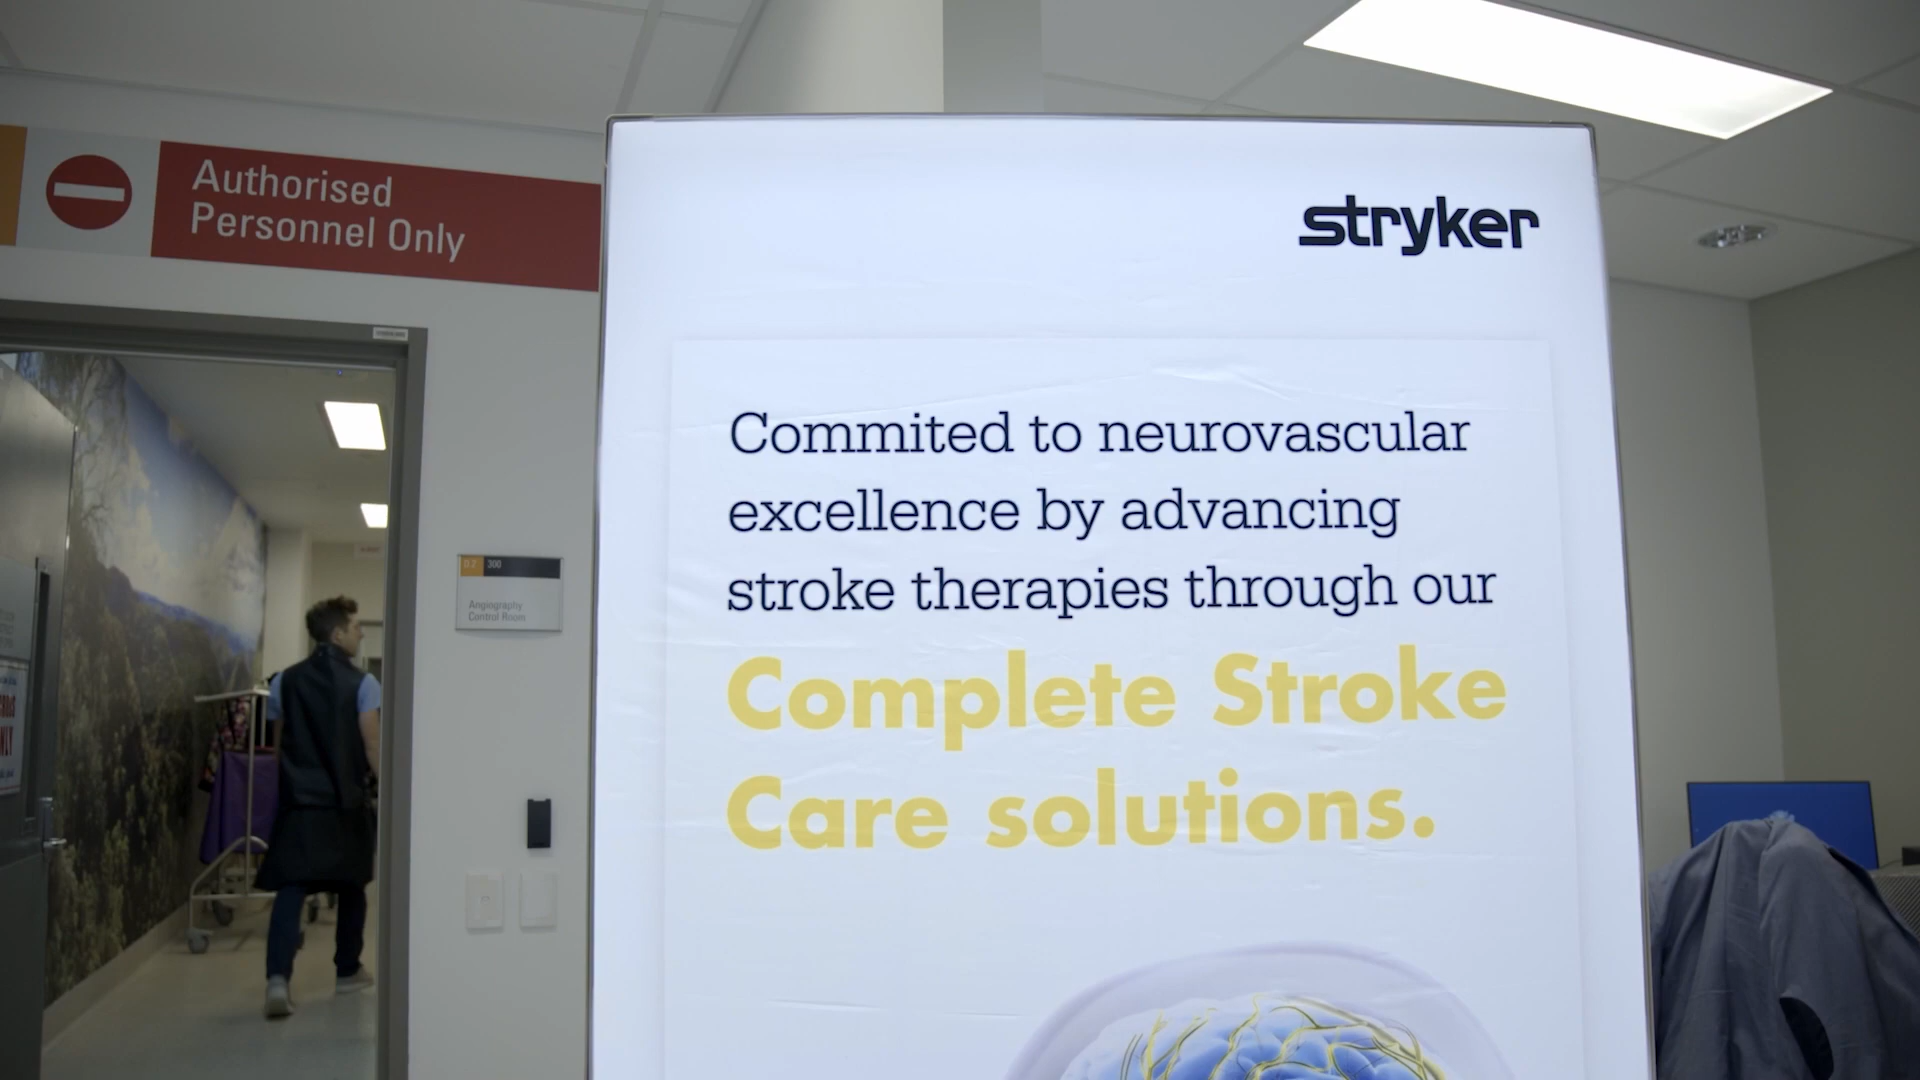 Authorised
Personnel Only
stryker
Commited to neurovascular
excellence by advancing
stroke therapies through our
Complete Stroke
Care solutions.
300
Angiography
Control Room